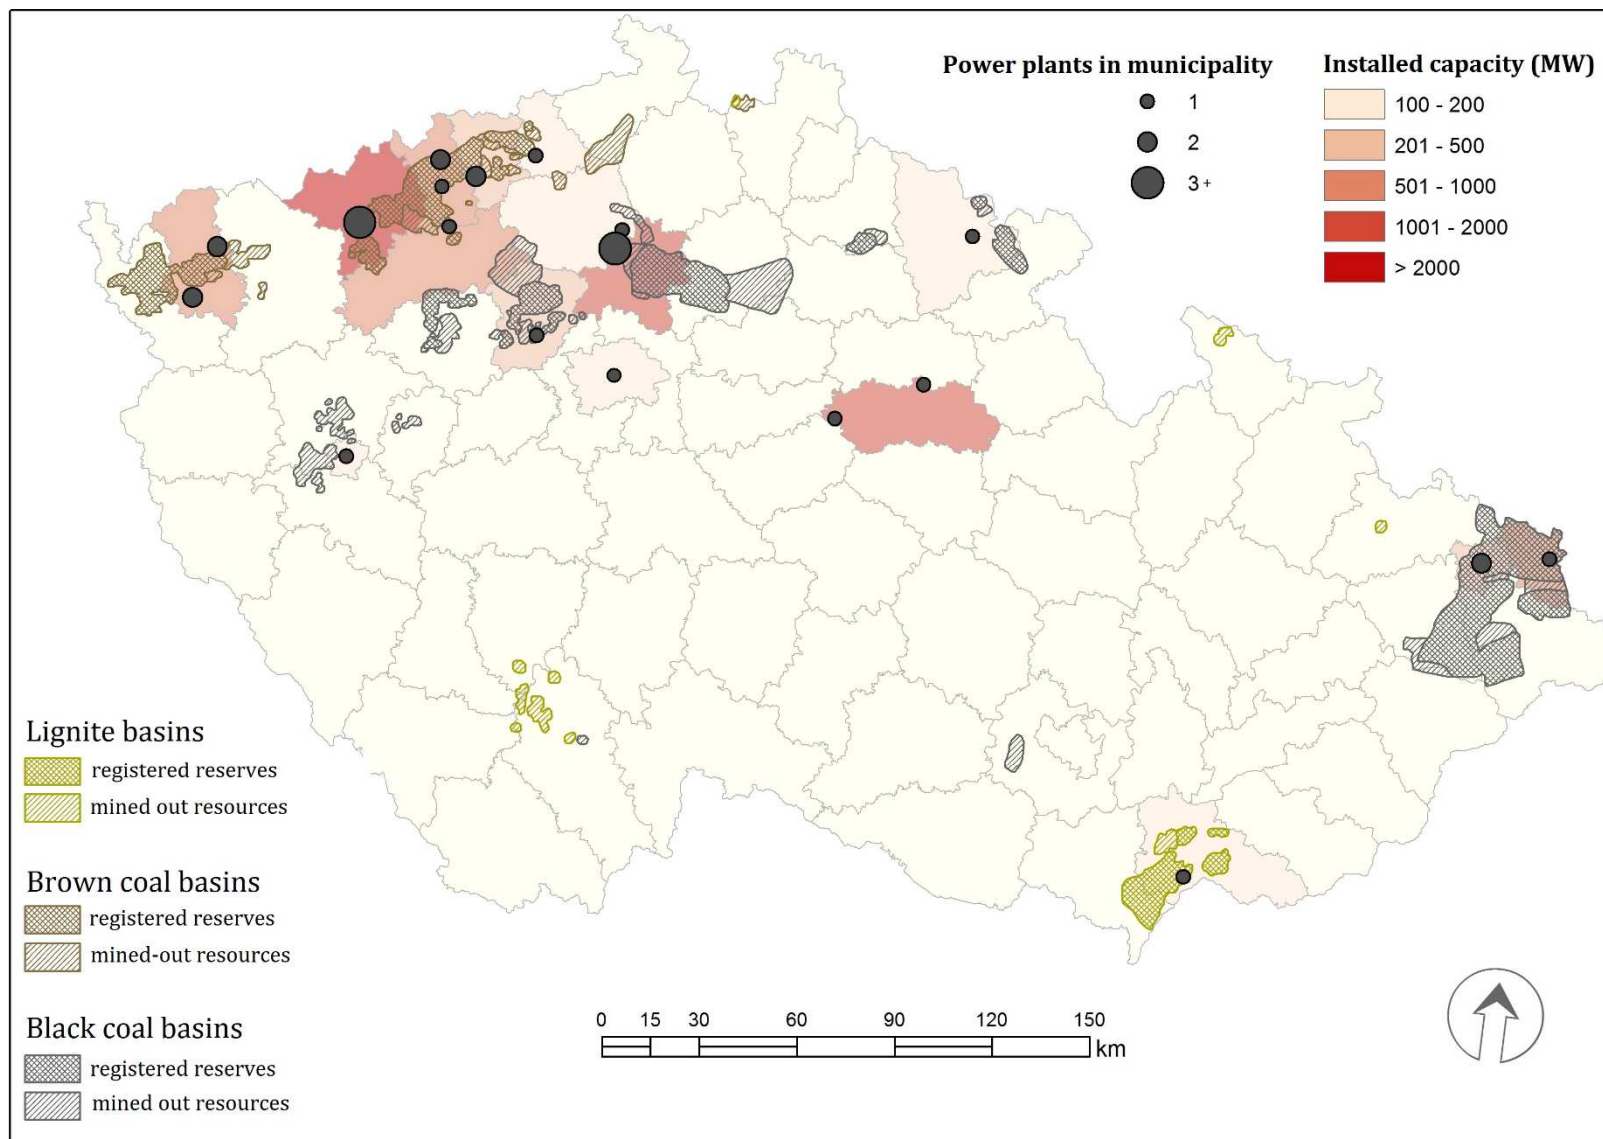 Power plants in municipality
1
2
3 +
Installed capacity (MW)
100 - 200
201 - 500
501 - 1000
1001 - 2000
> 2000
Lignite basins
registered reserves
mined out resources
Brown coal basins
registered reserves
mined-out resources
Black coal basins
registered reserves
mined out resources
0 15 30 60 90 120 150
km